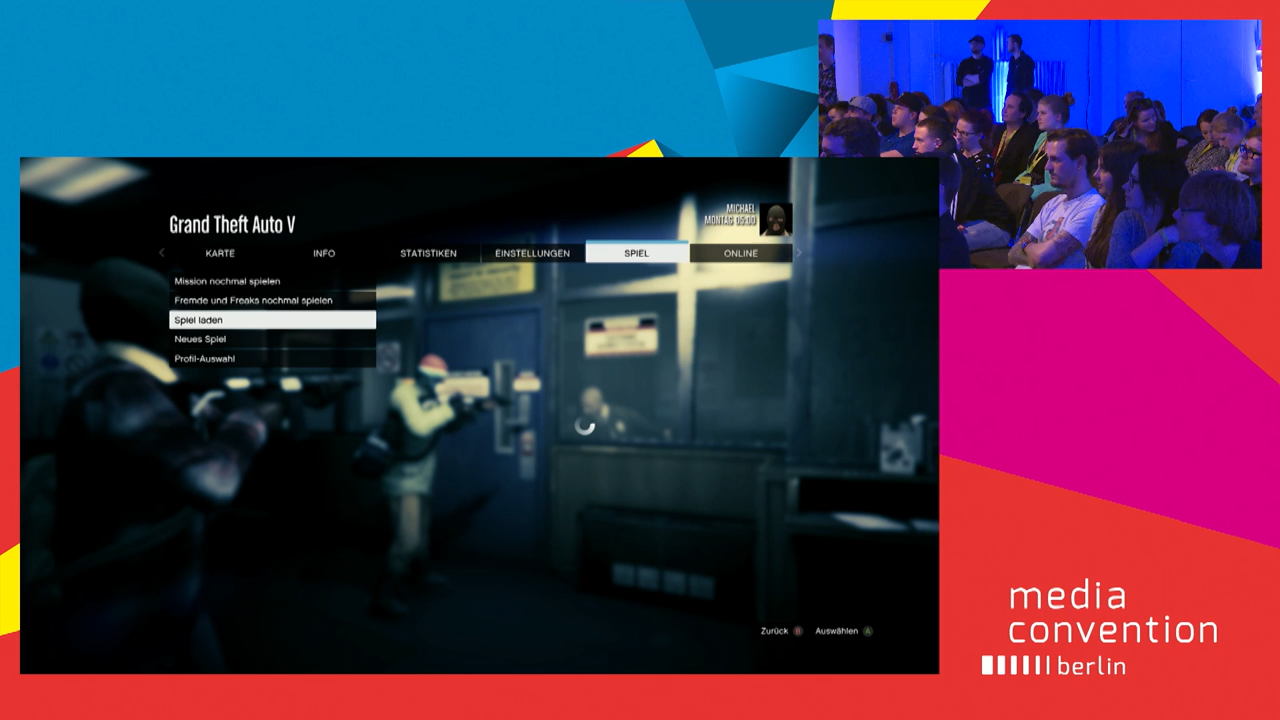 Grand Theft Auto V
MICHAEL
MONTAG 05:00
KARTE
INFO
STATISTIKEN
EINSTELLUNGEN
SPIEL
ONLINE
Mission nochmal spielen
Fremde und Freaks nochmal spielen
Spiel laden
Neues Spiel
Profil-Auswahl
Zurück B
Auswählen A
media
convention
berlin